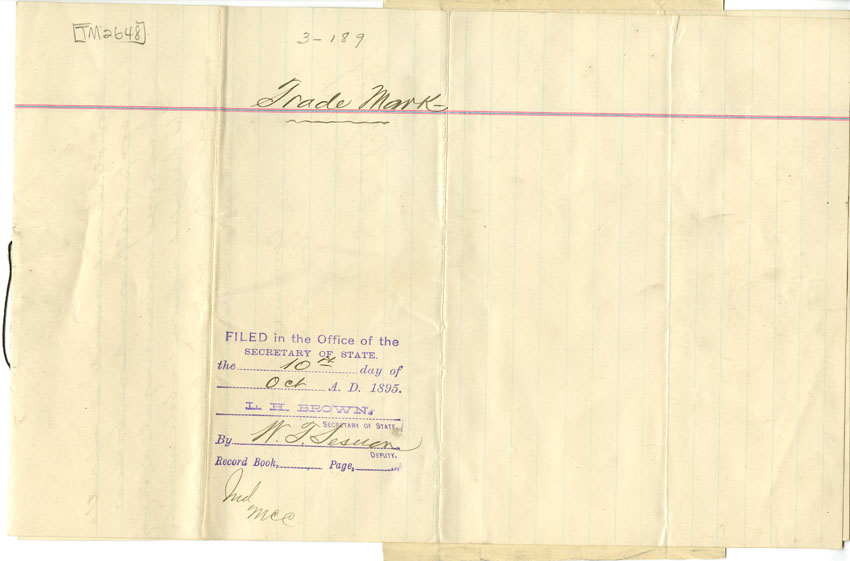 TM2648
3-189
Trade Mark-
FILED in the Office of the
SECRETARY OF STATE.
the 10th day of
Oct A. D. 1895.
L. H. BROWN,
SECRETARY OF STATE.
By W. T. Sesnon
DEPUTY.
Record Book, Page,
Ind
McC